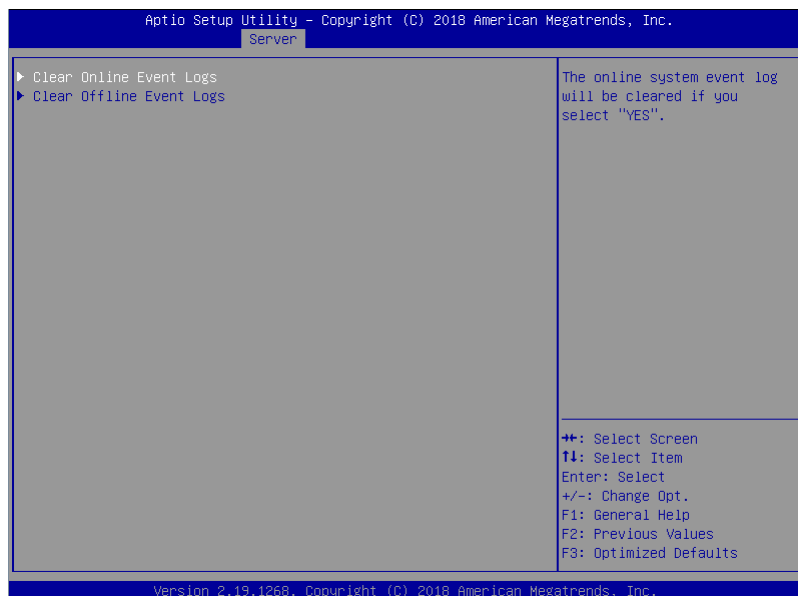 Aptio Setup Utility – Copyright (C) 2018 American Megatrends, Inc.
Server
Clear Online Event Logs
Clear Offline Event Logs
The online system event log
will be cleared if you
select "YES".
→←: Select Screen
↑↓: Select Item
Enter: Select
+/-: Change Opt.
F1: General Help
F2: Previous Values
F3: Optimized Defaults
Version 2.19.1268. Copyright (C) 2018 American Megatrends, Inc.